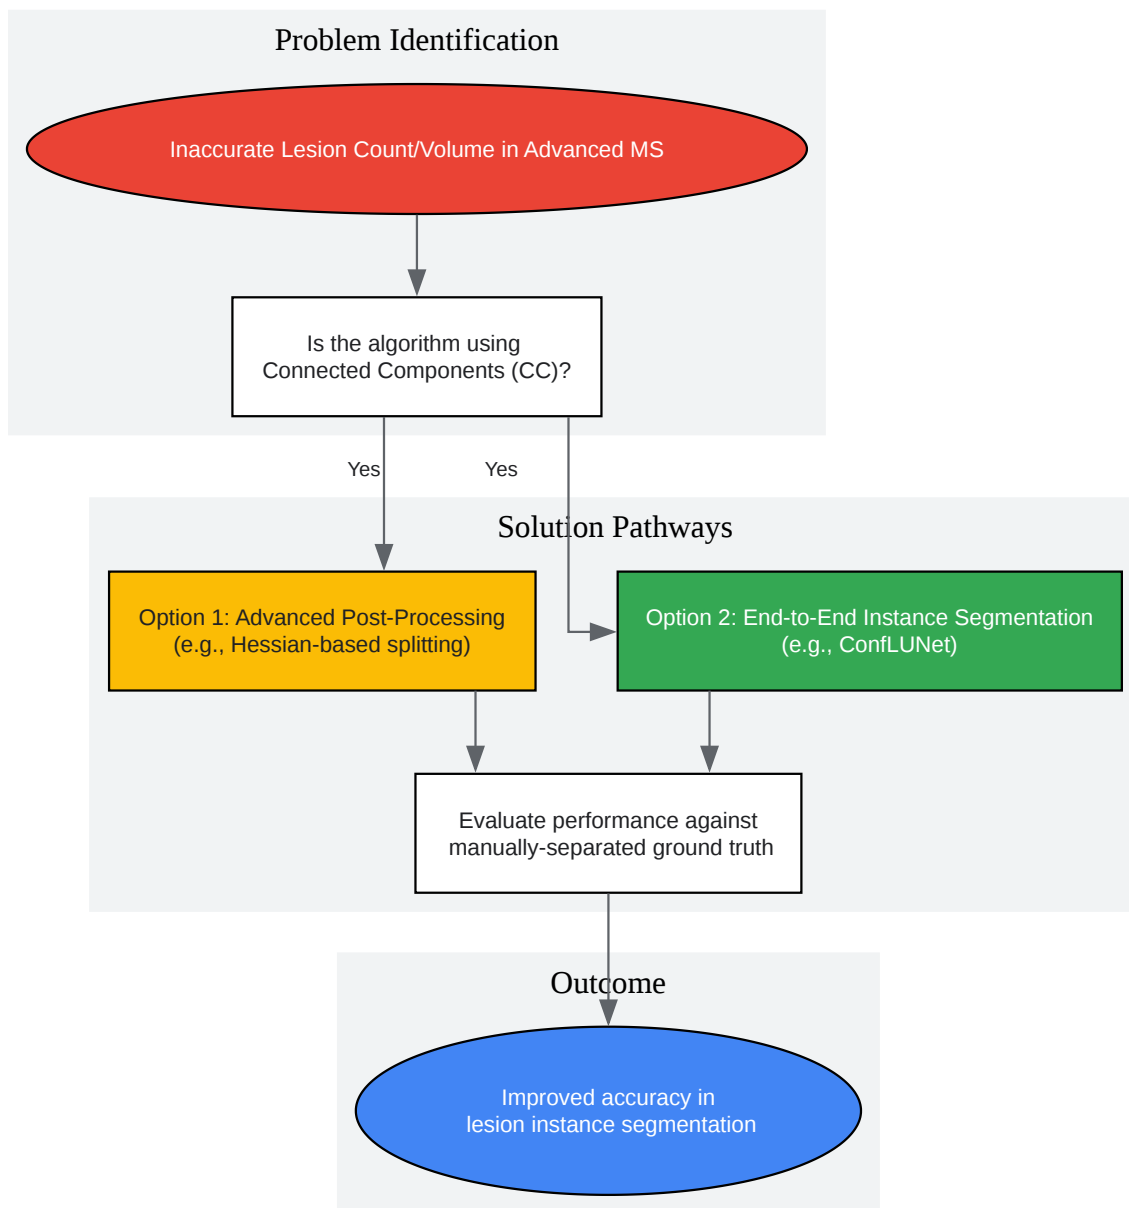 Problem Identification
Inaccurate Lesion Count/Volume in Advanced MS
Is the algorithm using
Connected Components (CC)?
Yes
Yes
Solution Pathways
Option 1: Advanced Post-Processing
(e.g., Hessian-based splitting)
Option 2: End-to-End Instance Segmentation
(e.g., ConfLUNet)
Evaluate performance against
manually-separated ground truth
Outcome
Improved accuracy in
lesion instance segmentation